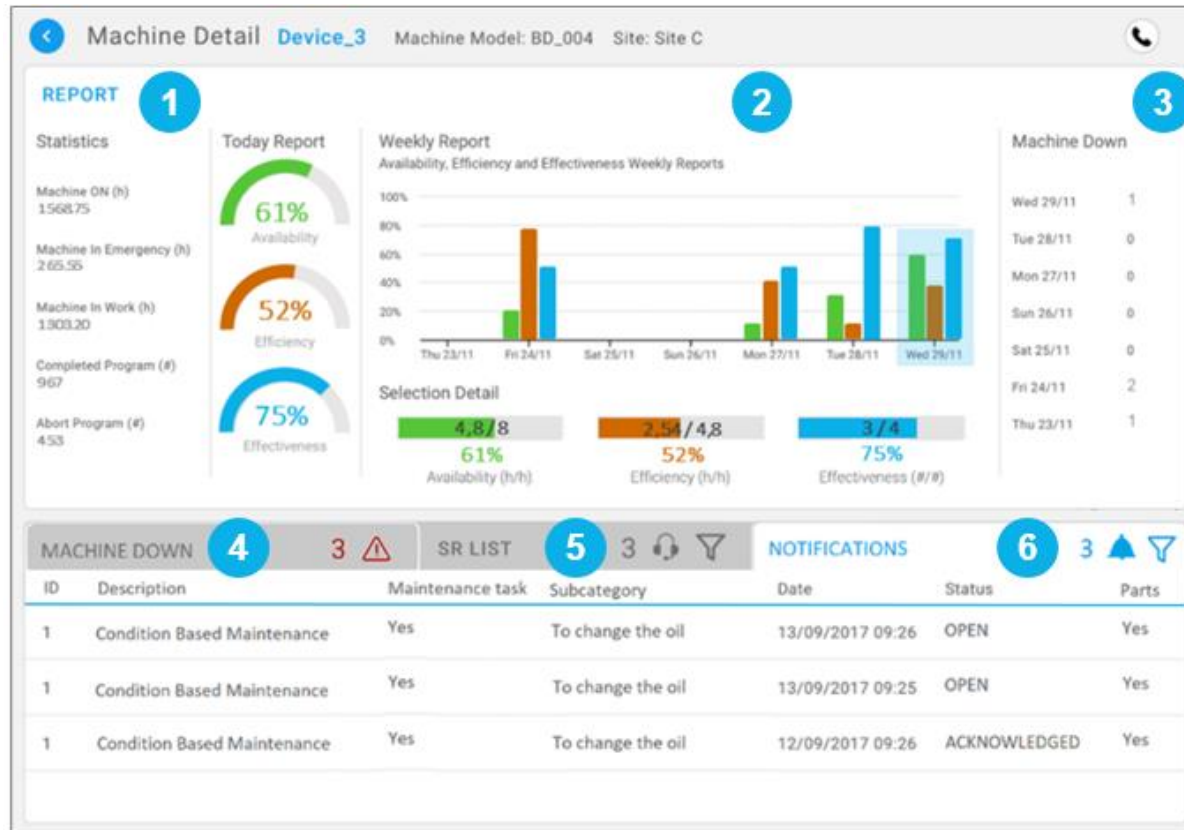 Machine Detail Device_3 Machine Model: BD_004 Site: Site C
REPORT 1 2 3
Statistics
Machine ON (h)
1568.75
Machine In Emergency (h)
265.55
Machine In Work (h)
1303.20
Completed Program (#)
967
Abort Program (#)
453
Today Report
61%
Availability
52%
Efficiency
75%
Effectiveness
Weekly Report
Availability, Efficiency and Effectiveness Weekly Reports
100%
80%
60%
40%
20%
0%
Thu 23/11 Fri 24/11 Sat 25/11 Sun 26/11 Mon 27/11 Tue 28/11 Wed 29/11
Selection Detail
4,8/8 2,54/4,8 3/4
61% 52% 75%
Availability (h/h) Efficiency (h/h) Effectiveness (#/#)
Machine Down
Wed 29/11 1
Tue 28/11 0
Mon 27/11 0
Sun 26/11 0
Sat 25/11 0
Fri 24/11 2
Thu 23/11 1
MACHINE DOWN 4 3 SR LIST 5 3 NOTIFICATIONS 6 3
ID Description Maintenance task Subcategory Date Status Parts
1 Condition Based Maintenance Yes To change the oil 13/09/2017 09:26 OPEN Yes
1 Condition Based Maintenance Yes To change the oil 13/09/2017 09:25 OPEN Yes
1 Condition Based Maintenance Yes To change the oil 12/09/2017 09:26 ACKNOWLEDGED Yes